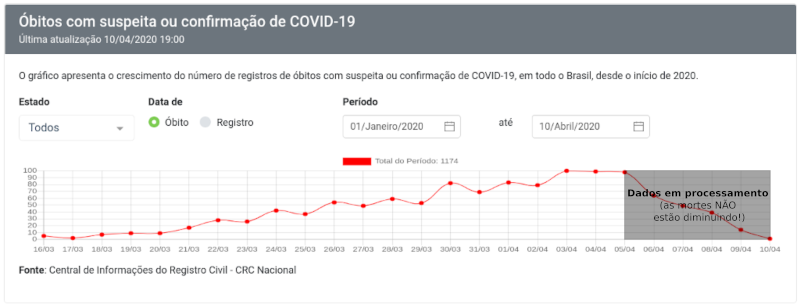 Óbitos com suspeita ou confirmação de COVID-19
Última atualização 10/04/2020 19:00
O gráfico apresenta o crescimento do número de registros de óbitos com suspeita ou confirmação de COVID-19, em todo o Brasil, desde o início de 2020.
Estado Data de Período
Todos Óbito Registro 01/Janeiro/2020 até 10/Abril/2020
Total do Período: 1174
100
90
80
70
60
50
40
30
20
10
0
Dados em processamento
(as mortes NÃO
estão diminuindo!)
16/03 17/03 18/03 19/03 20/03 21/03 22/03 23/03 24/03 25/03 26/03 27/03 28/03 29/03 30/03 31/03 01/04 02/04 03/04 04/04 05/04 06/04 07/04 08/04 09/04 10/04
Fonte: Central de Informações do Registro Civil - CRC Nacional